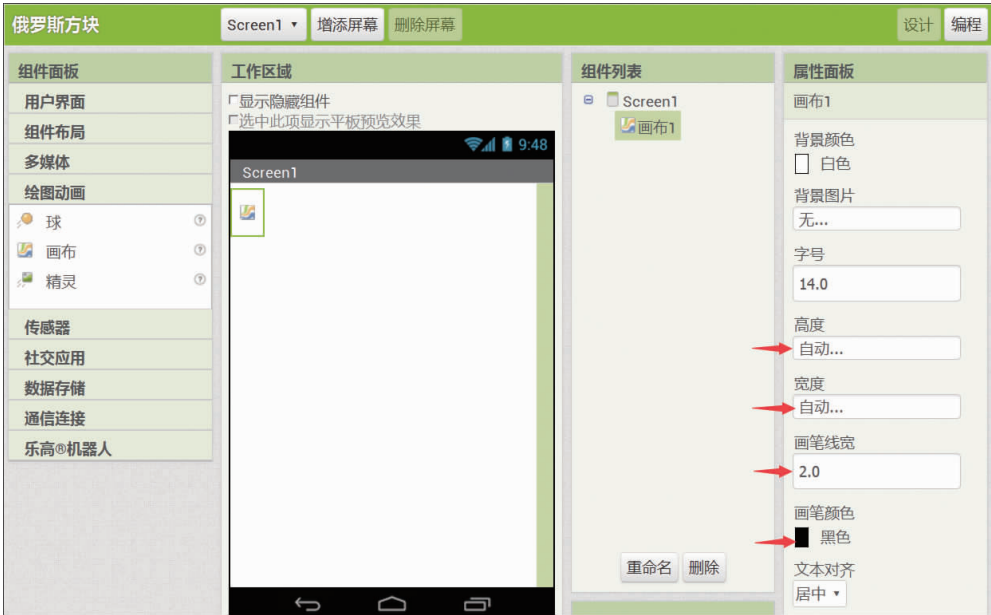 俄罗斯方块
Screen1
增添屏幕
删除屏幕
设计
编程
组件面板
用户界面
组件布局
多媒体
绘图动画
球
画布
精灵
传感器
社交应用
数据存储
通信连接
乐高®机器人
工作区域
显示隐藏组件
选中此项显示平板预览效果
9:48
Screen1
组件列表
Screen1
画布1
重命名
删除
属性面板
画布1
背景颜色
白色
背景图片
无...
字号
14.0
高度
自动...
宽度
自动...
画笔线宽
2.0
画笔颜色
黑色
文本对齐
居中